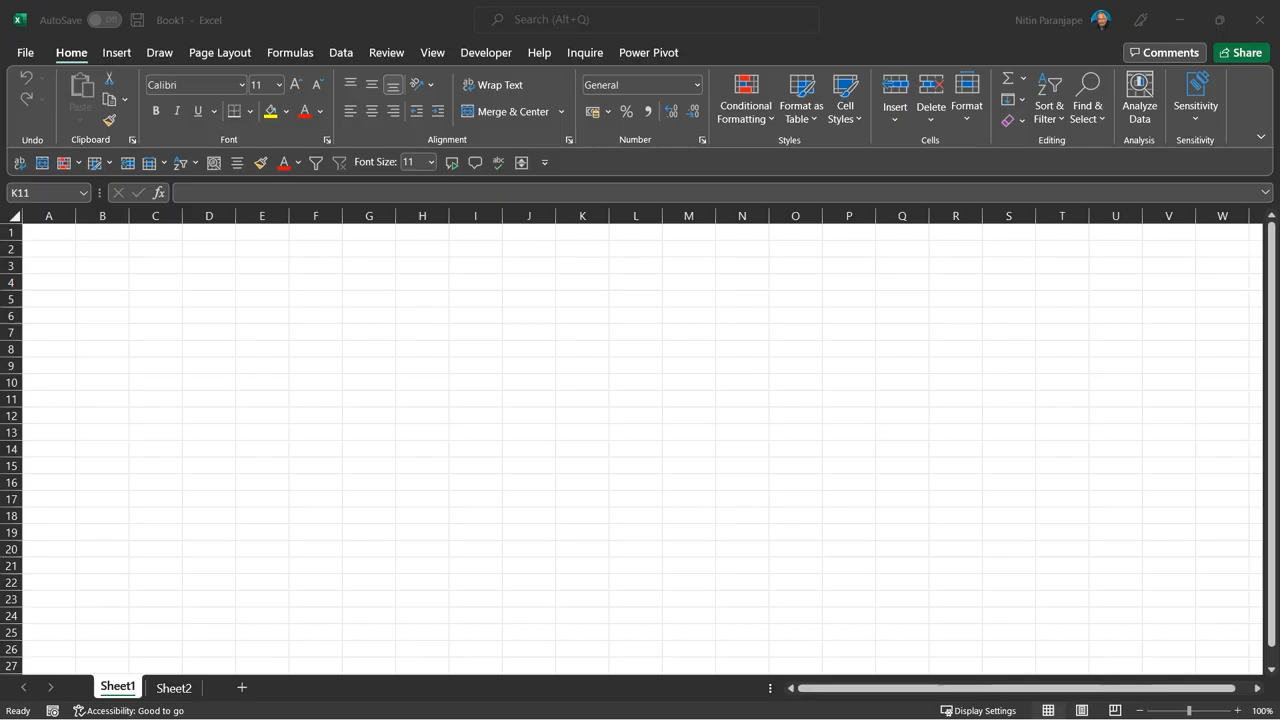 AutoSave Off Book1 - Excel Search (Alt+Q) Nitin Paranjape
File Home Insert Draw Page Layout Formulas Data Review View Developer Help Inquire Power Pivot Comments Share
Calibri 11 Wrap Text General
Paste Merge & Center Conditional Formatting Format as Table Cell Styles Insert Delete Format Sort & Filter Find & Select Analyze Data Sensitivity
Undo Clipboard Font Alignment Number Styles Cells Editing Analysis Sensitivity
Font Size: 11
K11 fx
A B C D E F G H I J K L M N O P Q R S T U V W
1
2
3
4
5
6
7
8
9
10
11
12
13
14
15
16
17
18
19
20
21
22
23
24
25
26
27
Sheet1 Sheet2
Ready Accessibility: Good to go Display Settings 100%